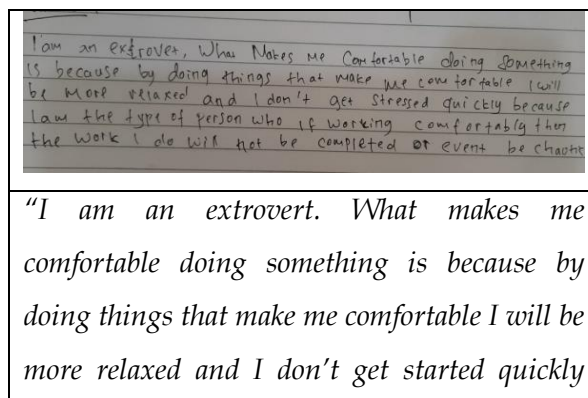 I am an extrovet, What Makes Me Comfortable doing Something
is because by doing things that make me comfortable I will
be More relaxed and I don't get stressed quickly because
I am the type of person who if working comfortably then
the work I do will not be completed or event be chaotic
“I am an extrovert. What makes me
comfortable doing something is because by
doing things that make me comfortable I will be
more relaxed and I don’t get started quickly